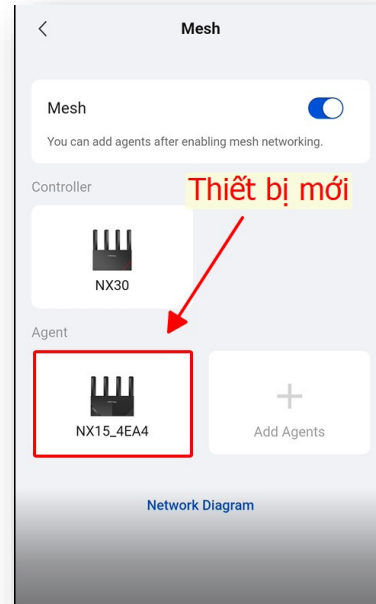 Mesh
Mesh
You can add agents after enabling mesh networking.
Controller
Thiết bị mới
NX30
Agent
NX15_4EA4
Add Agents
Network Diagram